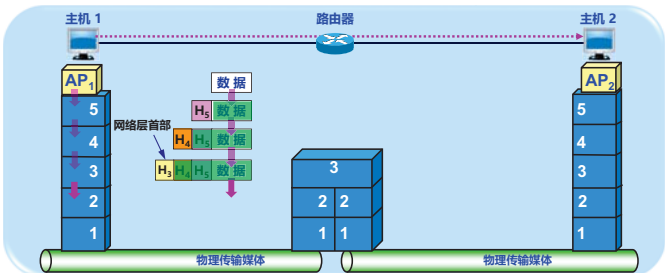 主机 1
路由器
主机 2
AP1
AP2
数据
H5 数据
网络层首部
H4 H5 数据
H3 H4 H5 数据
5
4
3
2
1
3
2 2
1 1
5
4
3
2
1
物理传输媒体
物理传输媒体